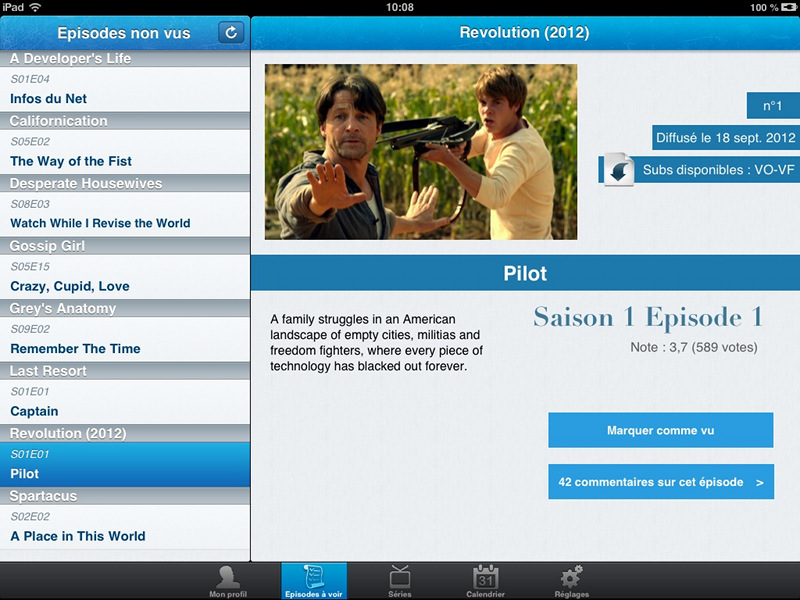 iPad
10:08
100 %
Episodes non vus
Revolution (2012)
A Developer's Life
S01E04
Infos du Net
Californication
S05E02
The Way of the Fist
Desperate Housewives
S08E03
Watch While I Revise the World
Gossip Girl
S05E15
Crazy, Cupid, Love
Grey's Anatomy
S09E02
Remember The Time
Last Resort
S01E01
Captain
Revolution (2012)
S01E01
Pilot
Spartacus
S02E02
A Place in This World
n°1
Diffusé le 18 sept. 2012
Subs disponibles : VO-VF
Pilot
A family struggles in an American
landscape of empty cities, militias and
freedom fighters, where every piece of
technology has blacked out forever.
Saison 1 Episode 1
Note : 3,7 (589 votes)
Marquer comme vu
42 commentaires sur cet épisode >
Mon profil
Episodes à voir
Séries
31
Calendrier
Réglages